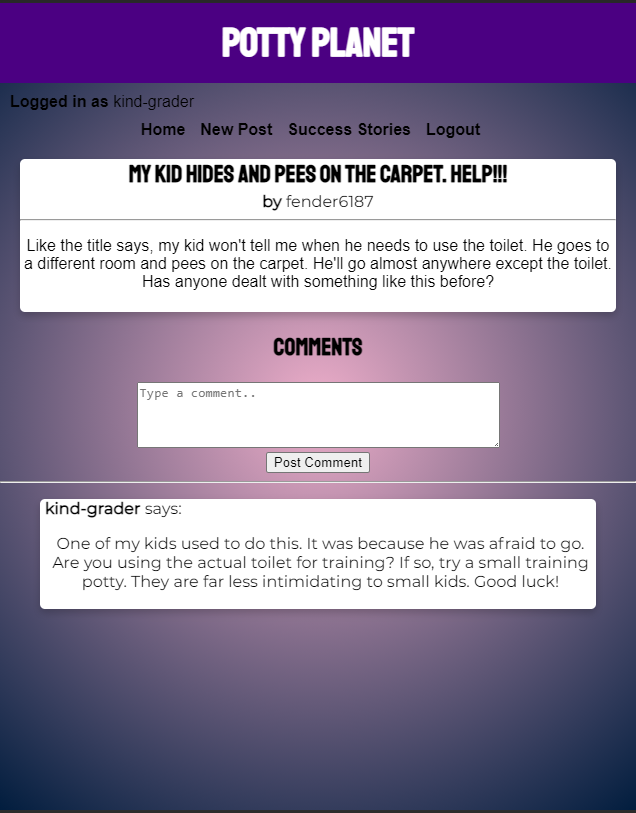 POTTY PLANET
Logged in as kind-grader
Home New Post Success Stories Logout
MY KID HIDES AND PEES ON THE CARPET. HELP!!!
by fender6187
Like the title says, my kid won't tell me when he needs to use the toilet. He goes to
a different room and pees on the carpet. He'll go almost anywhere except the toilet.
Has anyone dealt with something like this before?
COMMENTS
Type a comment..
Post Comment
kind-grader says:
One of my kids used to do this. It was because he was afraid to go.
Are you using the actual toilet for training? If so, try a small training
potty. They are far less intimidating to small kids. Good luck!